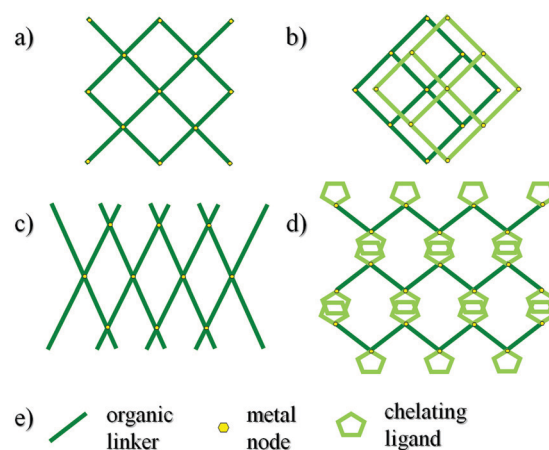 a)
b)
c)
d)
e)
organic
linker
metal
node
chelating
ligand